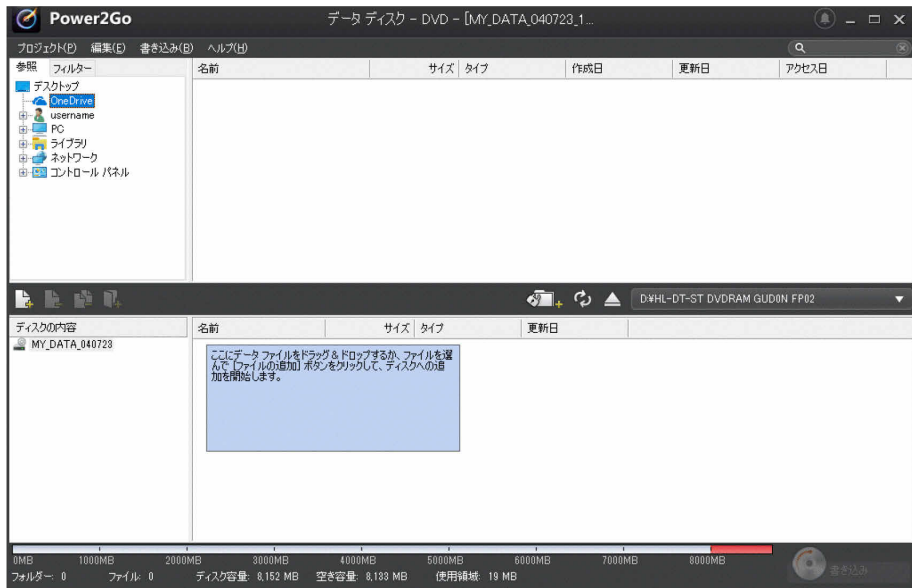 Power2Go
データ ディスク - DVD - [MY_DATA_040723_1...
プロジェクト(P) 編集(E) 書き込み(B) ヘルプ(H)
参照 フィルター
名前 サイズ タイプ 作成日 更新日 アクセス日
デスクトップ
OneDrive
username
PC
ライブラリ
ネットワーク
コントロール パネル
D:¥HL-DT-ST DVDRAM GUD0N FP02
ディスクの内容
名前 サイズ タイプ 更新日
MY_DATA_040723
ここにデータ ファイルをドラッグ & ドロップするか、ファイルを選
んで [ファイルの追加] ボタンをクリックして、ディスクへの追
加を開始します。
0MB 1000MB 2000MB 3000MB 4000MB 5000MB 6000MB 7000MB 8000MB
フォルダー: 0 ファイル: 0 ディスク容量: 8,152 MB 空き容量: 8,133 MB 使用領域: 19 MB
書き込み